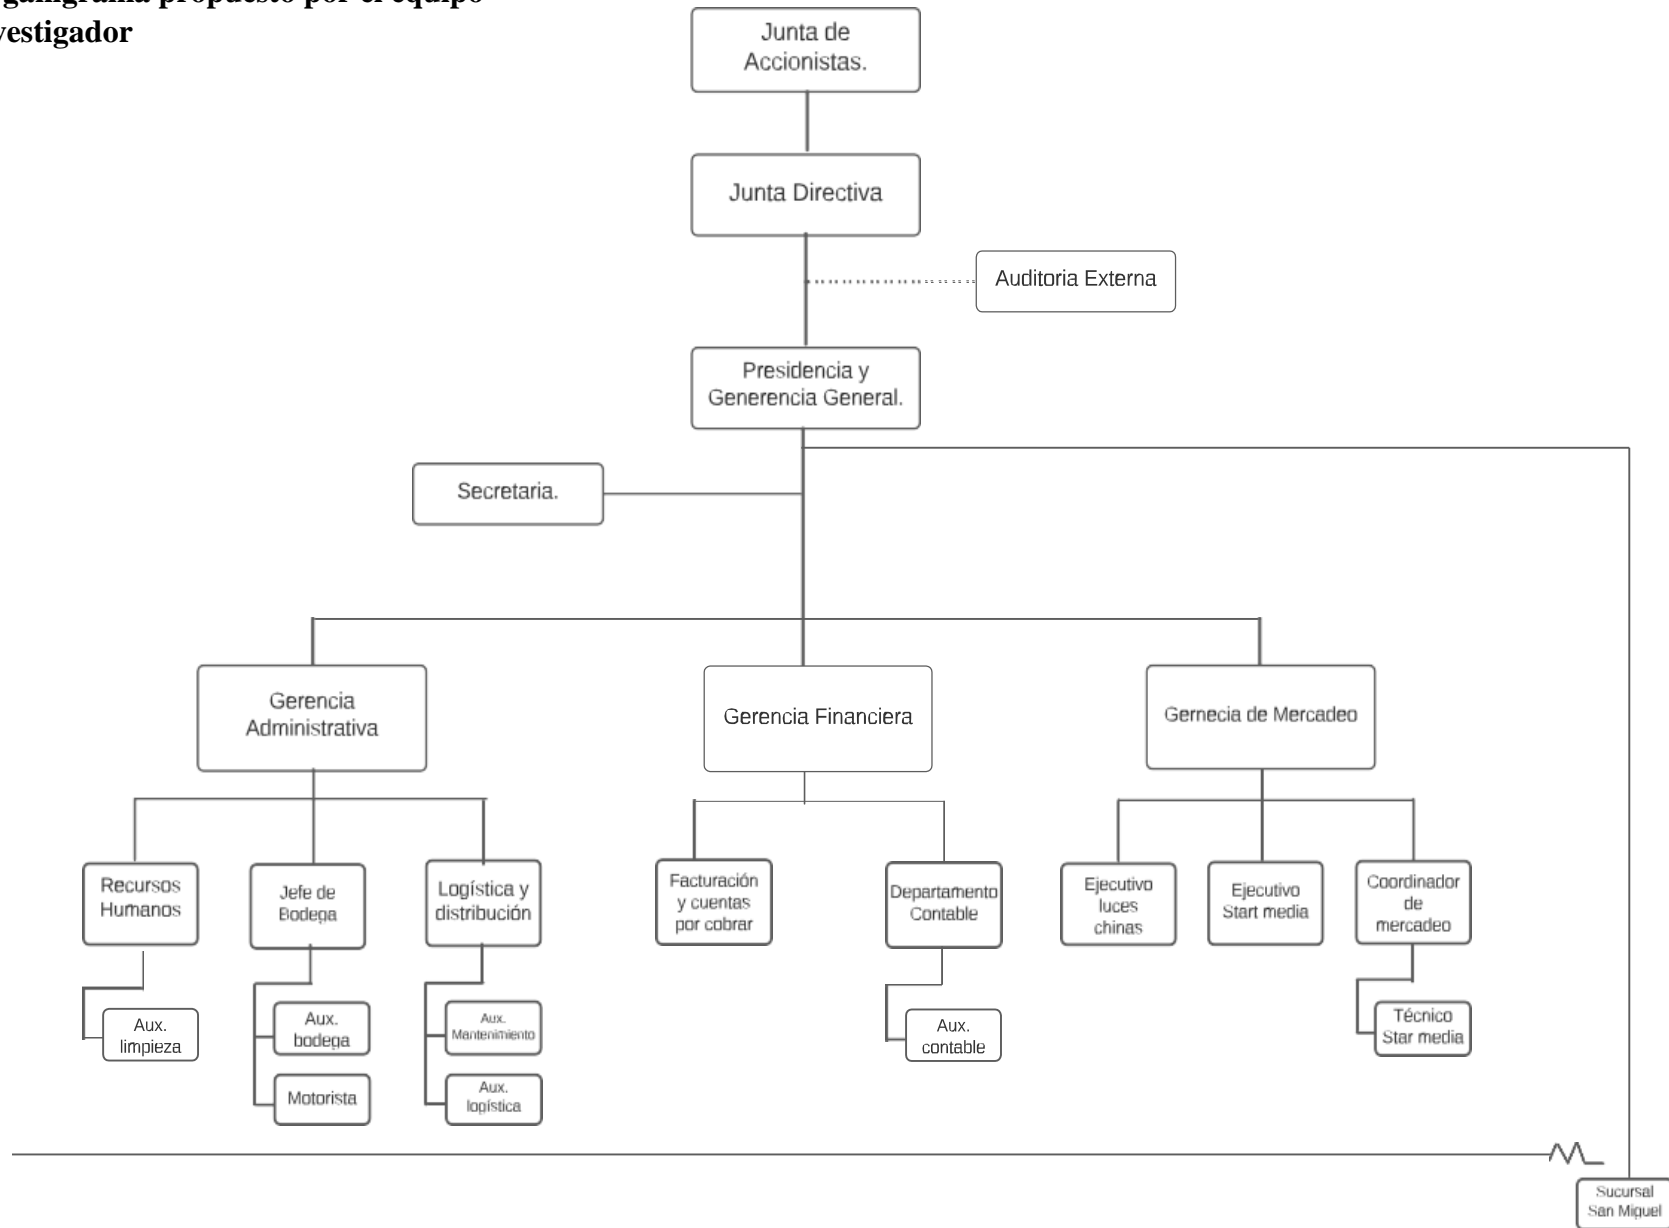 ganigrama propuesto por el equipo
vestigador
Junta de
Accionistas.
Junta Directiva
Auditoria Externa
Presidencia y
Generencia General.
Secretaria.
Gerencia
Administrativa
Gerencia Financiera
Gernecia de Mercadeo
Recursos
Humanos
Jefe de
Bodega
Logística y
distribución
Facturación
y cuentas
por cobrar
Departamento
Contable
Ejecutivo
luces
chinas
Ejecutivo
Start media
Coordinador
de
mercadeo
Aux.
limpieza
Aux.
bodega
Motorista
Aux.
Mantenimiento
Aux.
logística
Aux.
contable
Técnico
Star media
Sucursal
San Miguel